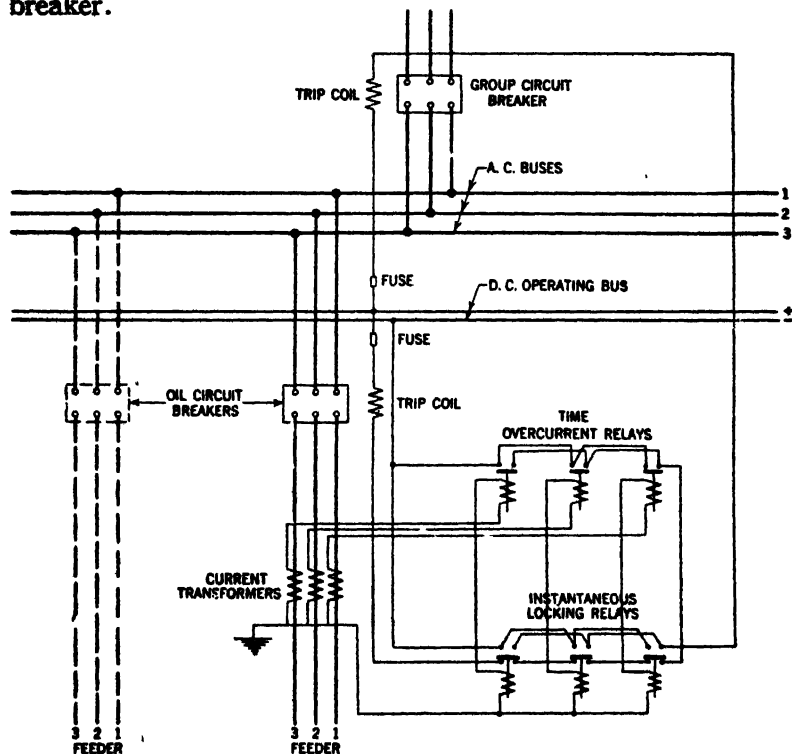 breaker.
TRIP COIL
GROUP CIRCUIT
BREAKER
A. C. BUSES
1
2
3
FUSE
D. C. OPERATING BUS
+
FUSE
OIL CIRCUIT
BREAKERS
TRIP COIL
TIME
OVERCURRENT RELAYS
CURRENT
TRANSFORMERS
INSTANTANEOUS
LOCKING RELAYS
3 2 1
FEEDER
3 2 1
FEEDER